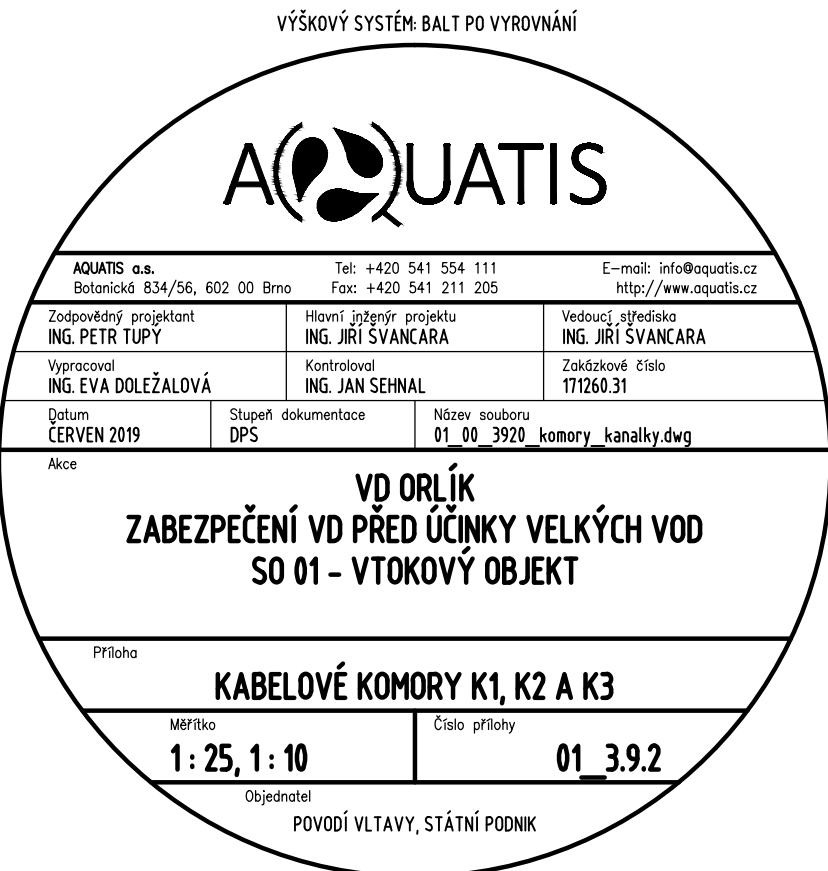 VÝŠKOVÝ SYSTÉM: BALT PO VYROVNÁNÍ
AQUATIS
AQUATIS a.s. Tel: +420 541 554 111 E-mail: info@aquatis.cz
Botanická 834/56, 602 00 Brno Fax: +420 541 211 205 http://www.aquatis.cz
Zodpovědný projektant Hlavní inženýr projektu Vedoucí střediska
ING. PETR TUPÝ ING. JIŘÍ ŠVANCARA ING. JIŘÍ ŠVANCARA
Vypracoval Kontroloval Zakázkové číslo
ING. EVA DOLEŽALOVÁ ING. JAN SEHNAL 171260.31
Datum Stupeň dokumentace Název souboru
ČERVEN 2019 DPS 01_00_3920_komory_kanalky.dwg
Akce
VD ORLÍK
ZABEZPEČENÍ VD PŘED ÚČINKY VELKÝCH VOD
SO 01 - VTOKOVÝ OBJEKT
Příloha
KABELOVÉ KOMORY K1, K2 A K3
Měřítko Číslo přílohy
1 : 25, 1 : 10 01_3.9.2
Objednatel
POVODÍ VLTAVY, STÁTNÍ PODNIK